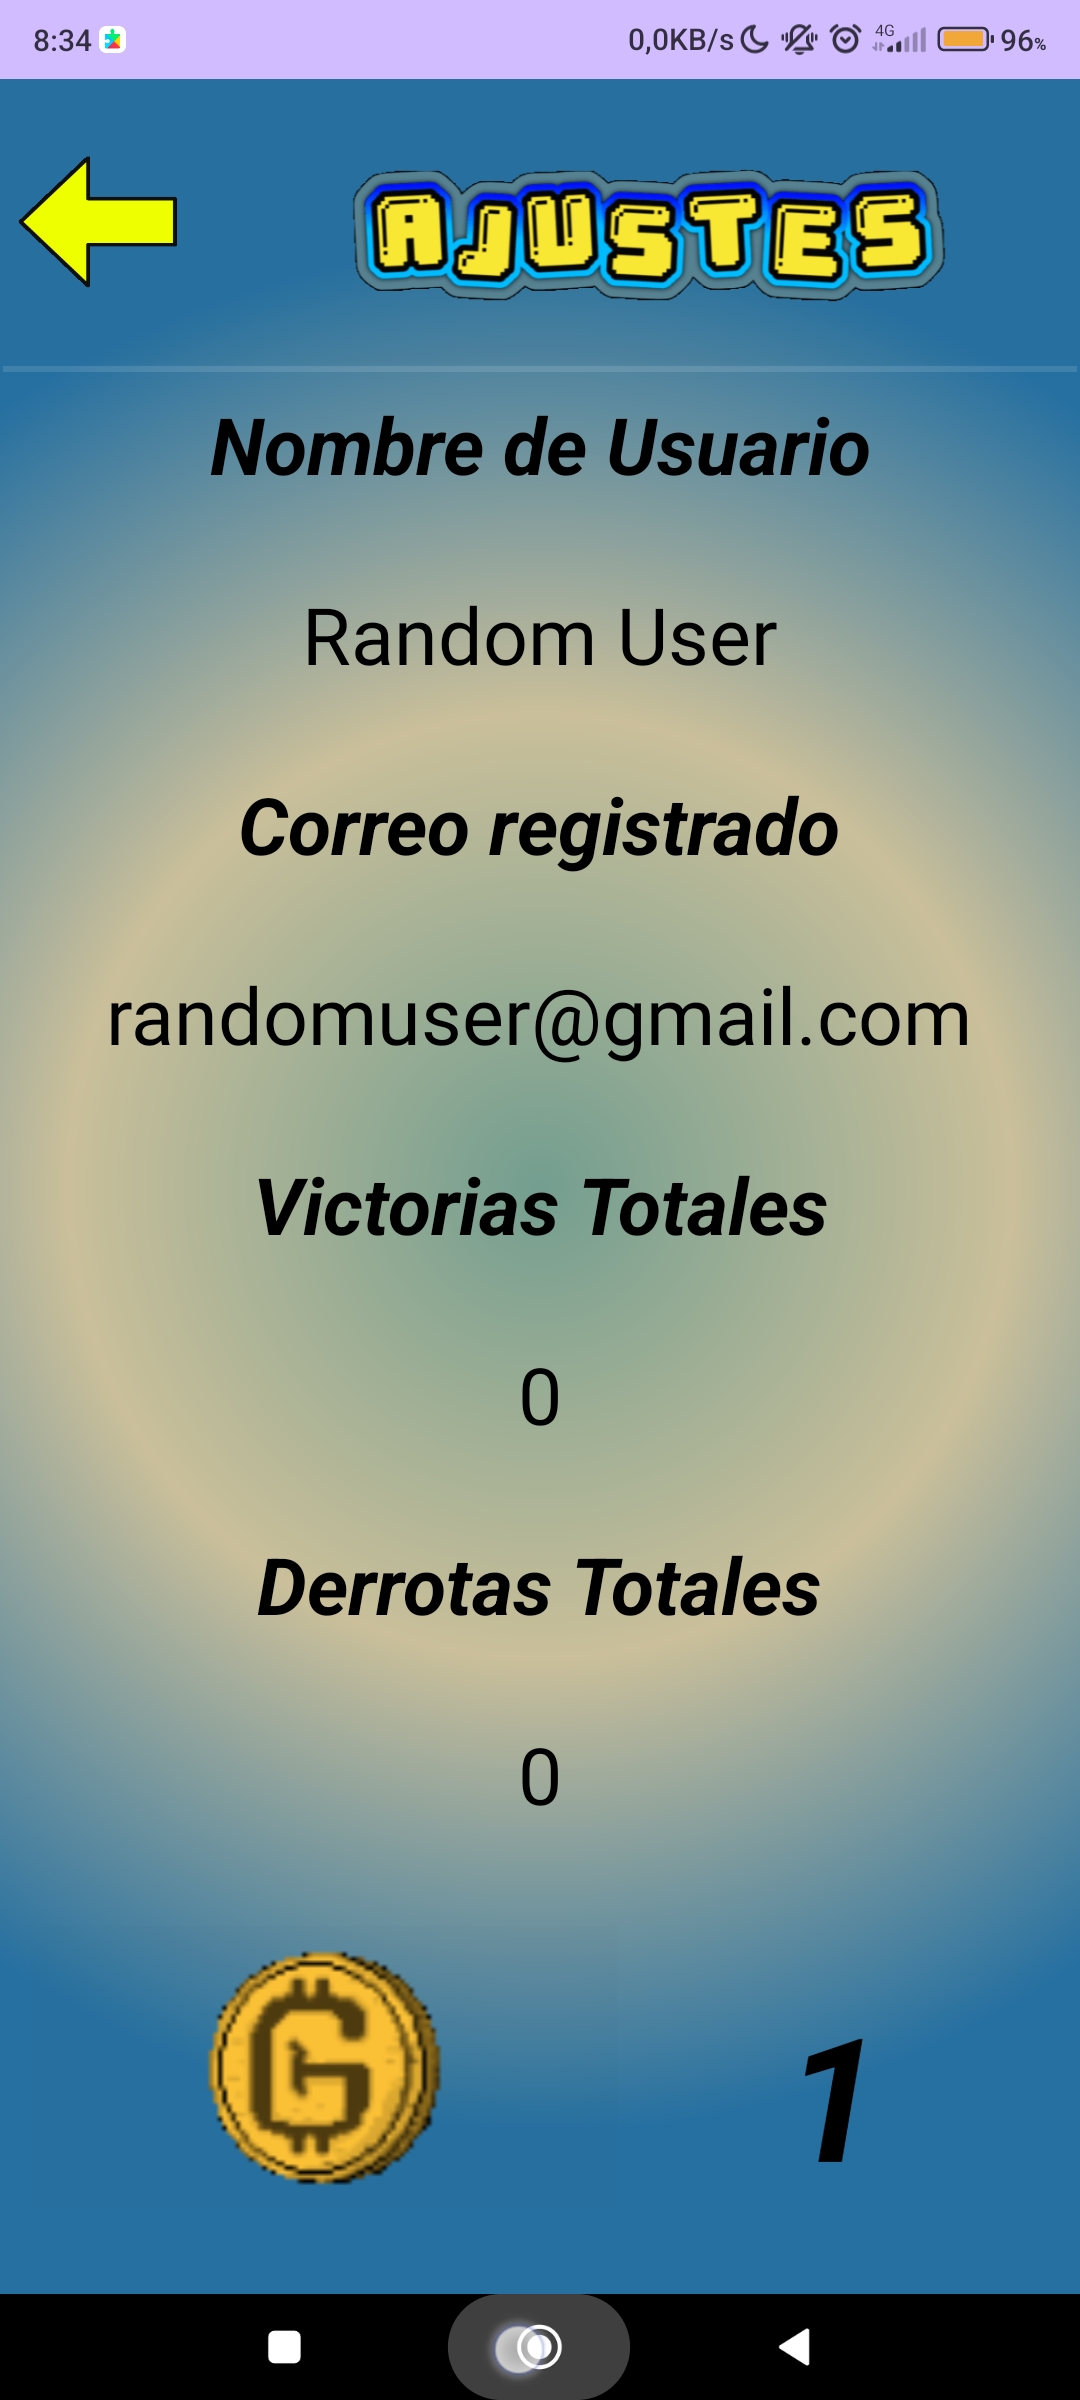 8:34 0,0KB/s 4G 96%
AJUSTES
Nombre de Usuario
Random User
Correo registrado
randomuser@gmail.com
Victorias Totales
0
Derrotas Totales
0
G 1